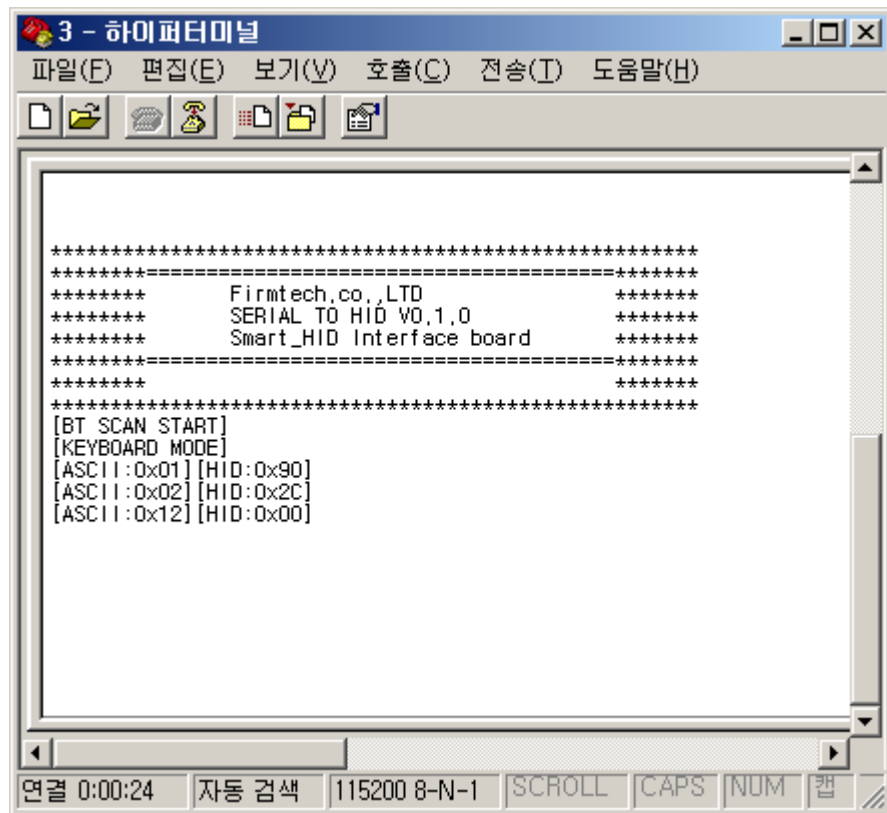 3 - 하이퍼터미널
파일(F) 편집(E) 보기(V) 호출(C) 전송(T) 도움말(H)
******************************************************
********=======================================*******
******** Firmtech,co,,LTD *******
******** SERIAL TO HID V0,1,0 *******
******** Smart_HID Interface board *******
********=======================================*******
******** *******
******************************************************
[BT SCAN START]
[KEYBOARD MODE]
[ASCII:0x01][HID:0x90]
[ASCII:0x02][HID:0x2C]
[ASCII:0x12][HID:0x00]
연결 0:00:24 자동 검색 115200 8-N-1 SCROLL CAPS NUM 캡